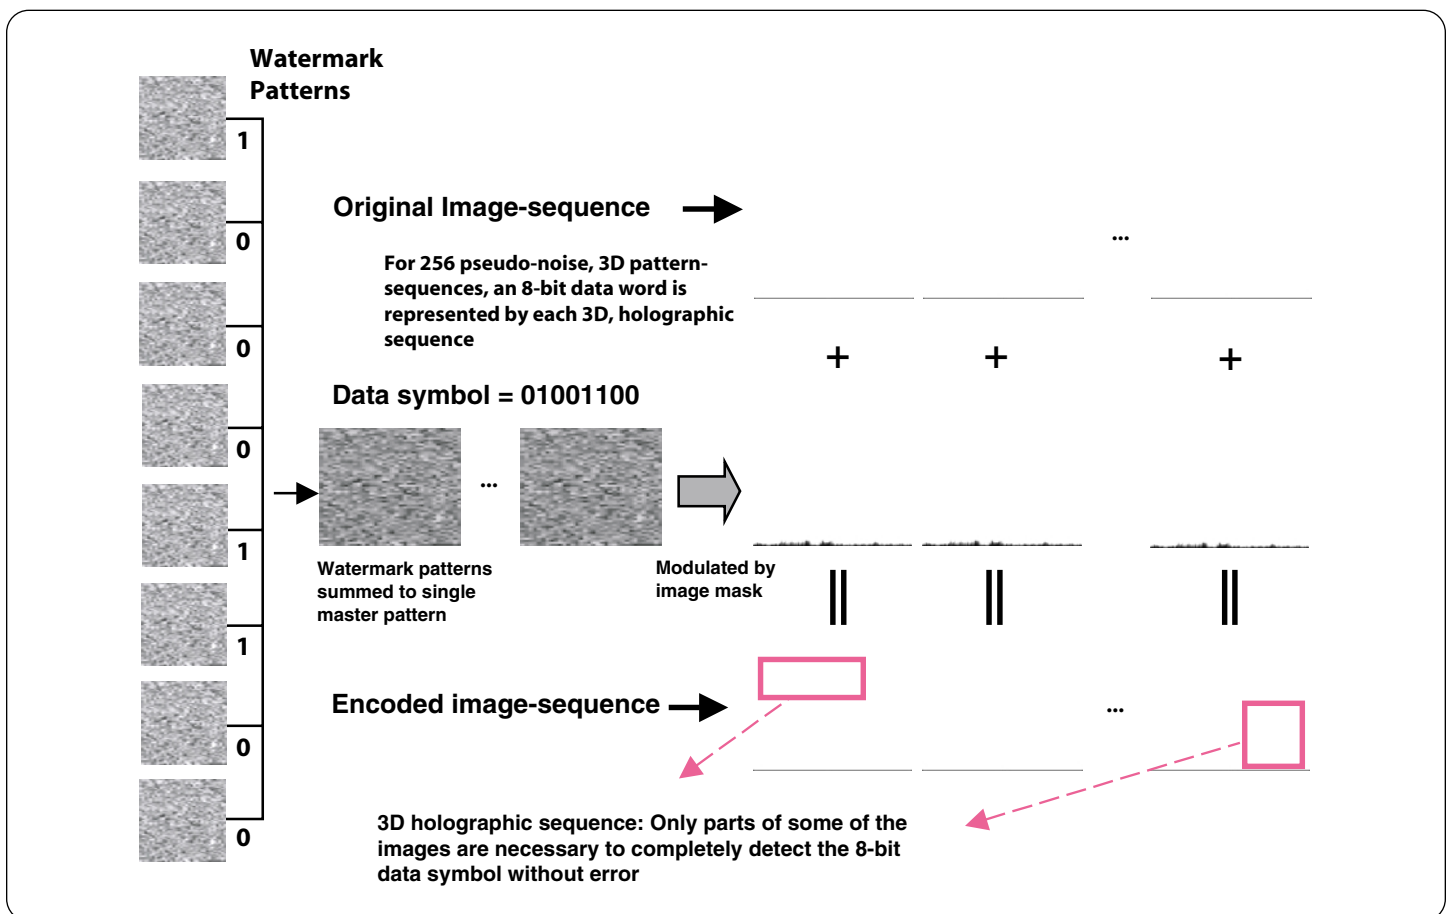 Watermark
Patterns
1
0
0
0
1
1
0
0
Original Image-sequence
...
For 256 pseudo-noise, 3D pattern-
sequences, an 8-bit data word is
represented by each 3D, holographic
sequence
+ + +
Data symbol = 01001100
...
Watermark patterns
summed to single
master pattern
Modulated by
image mask
Encoded image-sequence
...
3D holographic sequence: Only parts of some of the
images are necessary to completely detect the 8-bit
data symbol without error